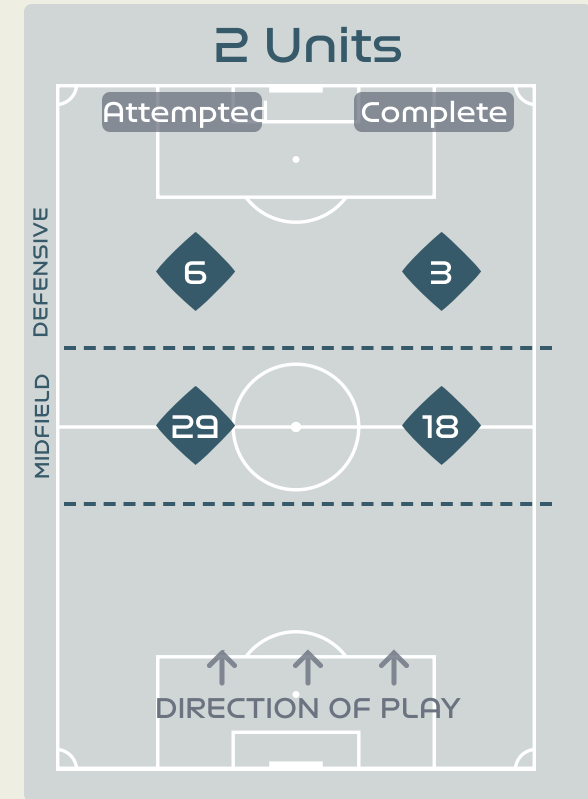 2 Units
Attempted
Complete
DEFENSIVE
6
3
MIDFIELD
29
18
DIRECTION OF PLAY